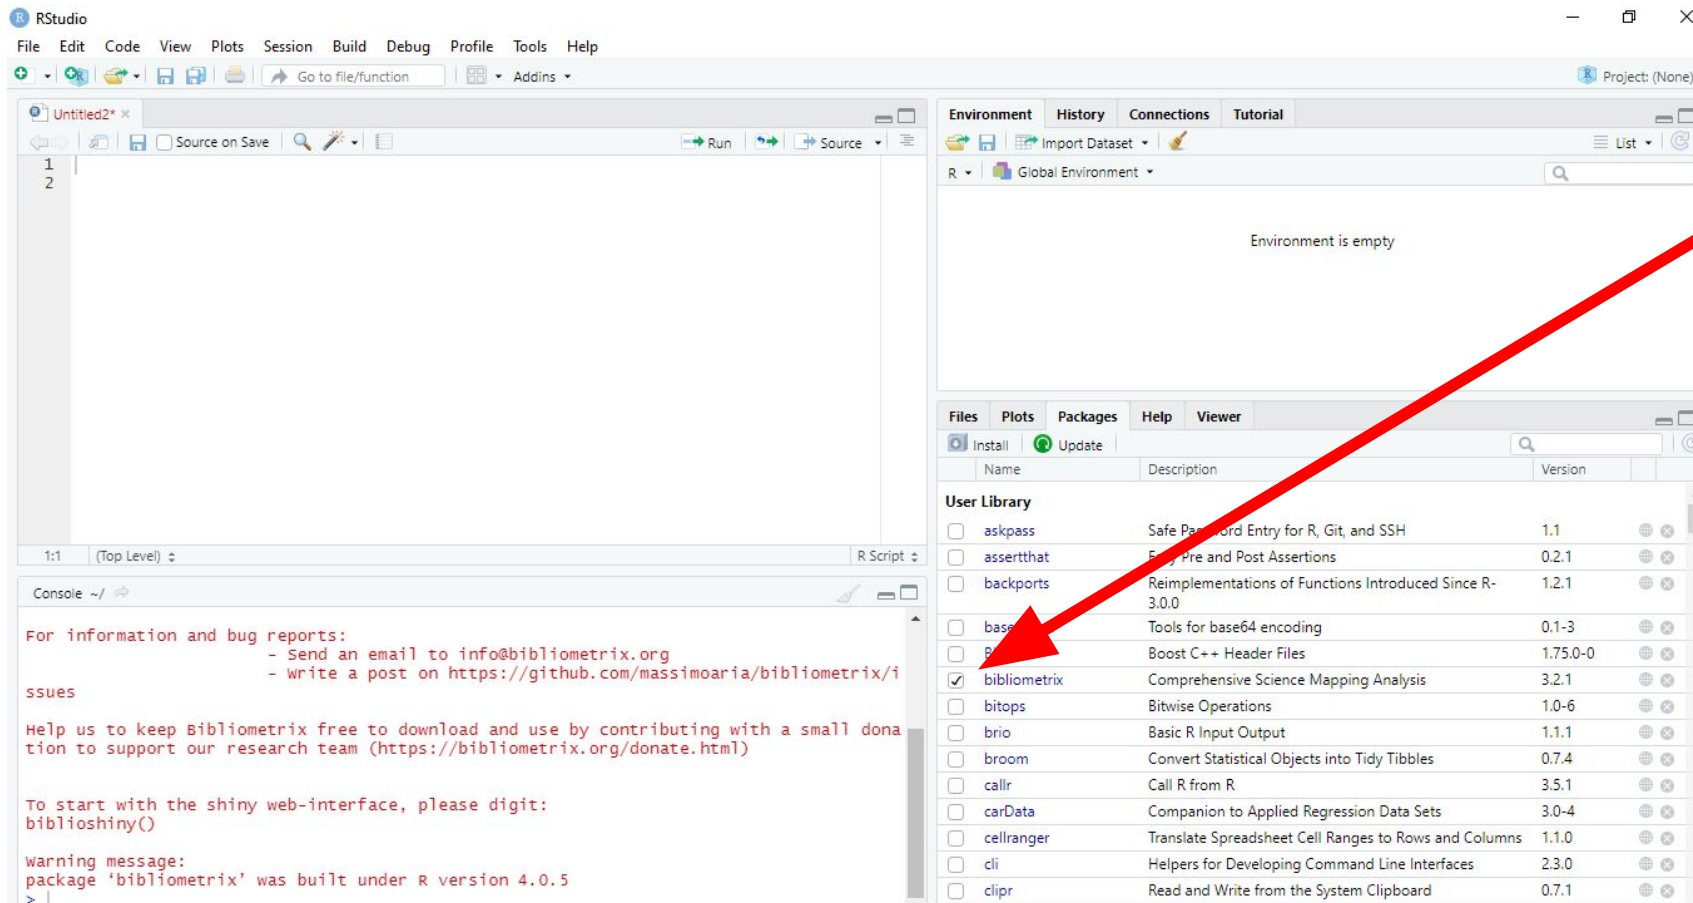 RStudio
File Edit Code View Plots Session Build Debug Profile Tools Help
Go to file/function Addins Project: (None)
Untitled2*
Source on Save Run Source
1
2
1:1 (Top Level) R Script
Console ~/
For information and bug reports:
- Send an email to info@bibliometrix.org
- Write a post on https://github.com/massimoaria/bibliometrix/i
ssues
Help us to keep Bibliometrix free to download and use by contributing with a small dona
tion to support our research team (https://bibliometrix.org/donate.html)
To start with the shiny web-interface, please digit:
biblioshiny()
Warning message:
package ‘bibliometrix’ was built under R version 4.0.5
>
Environment History Connections Tutorial
Import Dataset List
R Global Environment
Environment is empty
Files Plots Packages Help Viewer
Install Update
Name Description Version
User Library
askpass Safe Password Entry for R, Git, and SSH 1.1
assertthat Easy Pre and Post Assertions 0.2.1
backports Reimplementations of Functions Introduced Since R- 1.2.1
3.0.0
Tools for base64 encoding 0.1-3
Boost C++ Header Files 1.75.0-0
bibliometrix Comprehensive Science Mapping Analysis 3.2.1
bitops Bitwise Operations 1.0-6
brio Basic R Input Output 1.1.1
broom Convert Statistical Objects into Tidy Tibbles 0.7.4
callr Call R from R 3.5.1
carData Companion to Applied Regression Data Sets 3.0-4
cellranger Translate Spreadsheet Cell Ranges to Rows and Columns 1.1.0
cli Helpers for Developing Command Line Interfaces 2.3.0
clipr Read and Write from the System Clipboard 0.7.1